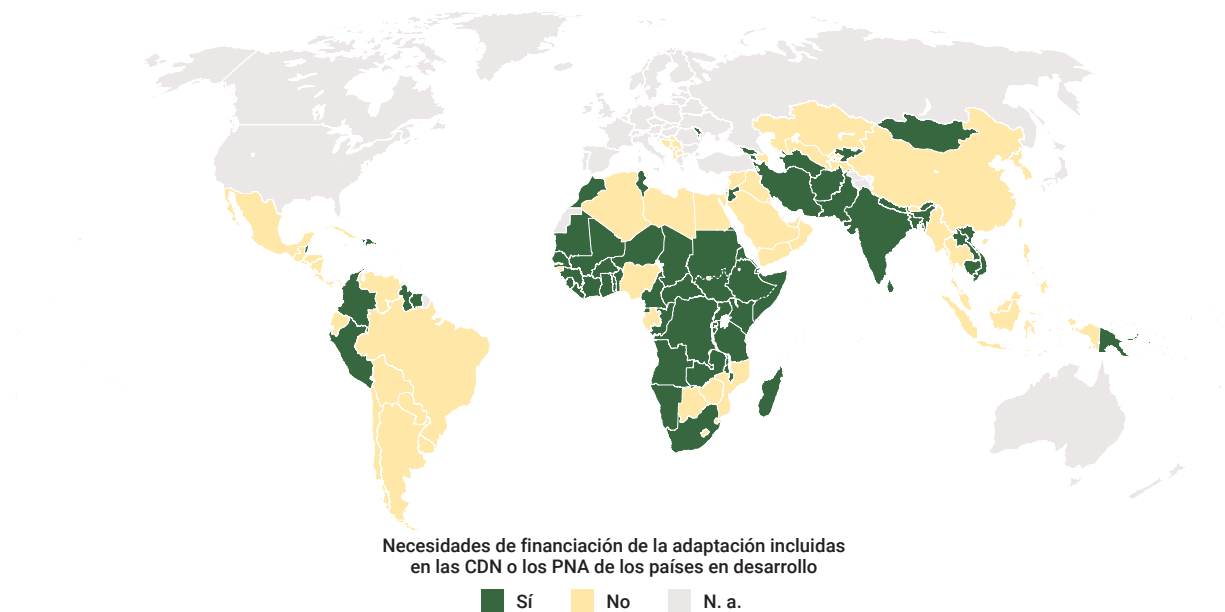 Necesidades de financiación de la adaptación incluidas
en las CDN o los PNA de los países en desarrollo
Sí No N. a.